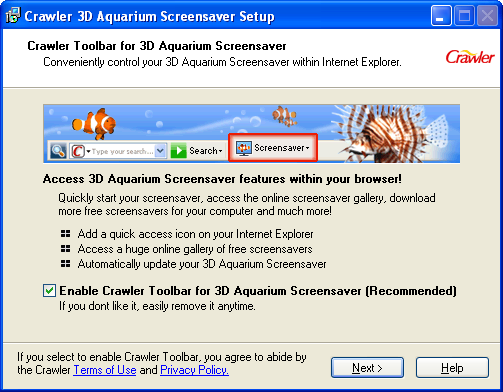 Crawler 3D Aquarium Screensaver Setup
Crawler Toolbar for 3D Aquarium Screensaver
Conveniently control your 3D Aquarium Screensaver within Internet Explorer.
Crawler
Type your search... Search Screensaver
Access 3D Aquarium Screensaver features within your browser!
Quickly start your screensaver, access the online screensaver gallery, download
more free screensavers for your computer and much more!
Add a quick access icon on your Internet Explorer
Access a huge online gallery of free screensavers
Automatically update your 3D Aquarium Screensaver
Enable Crawler Toolbar for 3D Aquarium Screensaver (Recommended)
If you dont like it, easily remove it anytime.
If you select to enable Crawler Toolbar, you agree to abide by
the Crawler Terms of Use and Privacy Policy.
Next >
Help